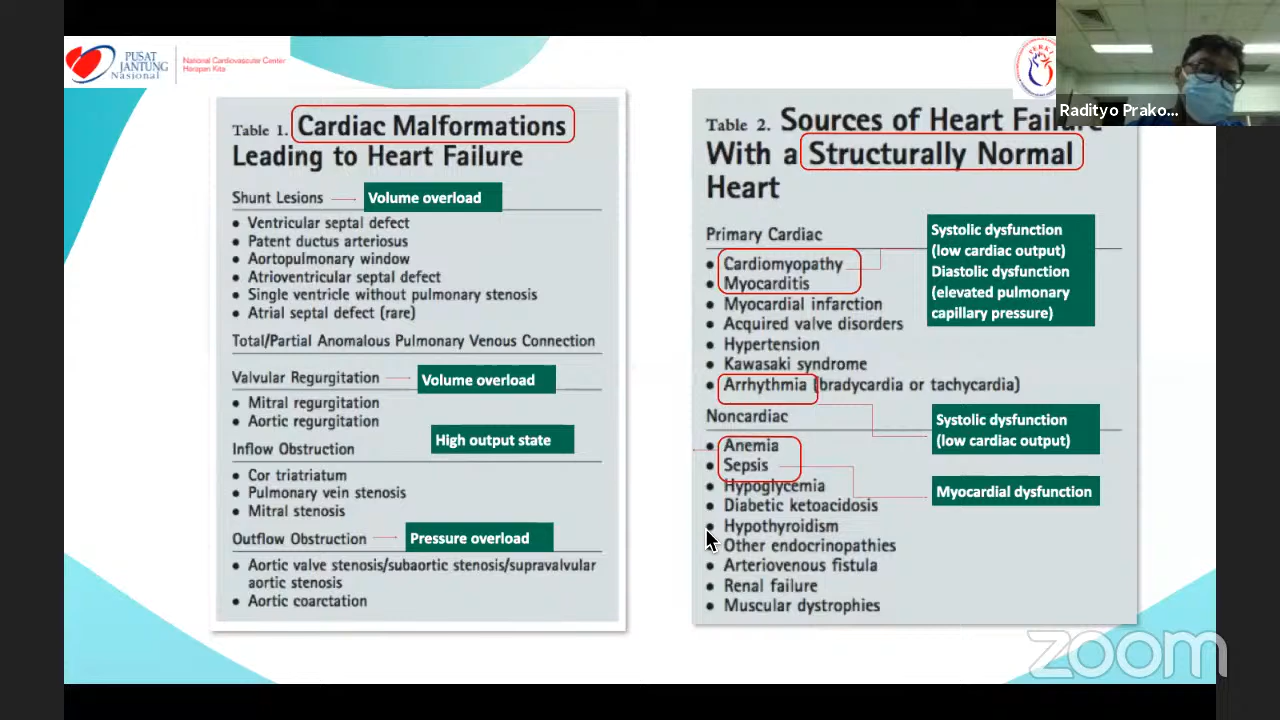 PUSAT
JANTUNG
Nasional
National Cardiovascular Center
Harapan Kita
PERKI
Radityo Prako...
Table 1. Cardiac Malformations
Leading to Heart Failure
Shunt Lesions
Volume overload
• Ventricular septal defect
• Patent ductus arteriosus
• Aortopulmonary window
• Atrioventricular septal defect
• Single ventricle without pulmonary stenosis
• Atrial septal defect (rare)
Total/Partial Anomalous Pulmonary Venous Connection
Valvular Regurgitation
Volume overload
• Mitral regurgitation
• Aortic regurgitation
High output state
Inflow Obstruction
• Cor triatriatum
• Pulmonary vein stenosis
• Mitral stenosis
Outflow Obstruction
Pressure overload
• Aortic valve stenosis/subaortic stenosis/supravalvular
aortic stenosis
• Aortic coarctation
Table 2. Sources of Heart Failure
With a Structurally Normal
Heart
Primary Cardiac
Systolic dysfunction
(low cardiac output)
Diastolic dysfunction
(elevated pulmonary
capillary pressure)
• Cardiomyopathy
• Myocarditis
• Myocardial infarction
• Acquired valve disorders
• Hypertension
• Kawasaki syndrome
• Arrhythmia (bradycardia or tachycardia)
Noncardiac
Systolic dysfunction
(low cardiac output)
• Anemia
• Sepsis
• Hypoglycemia
Myocardial dysfunction
• Diabetic ketoacidosis
• Hypothyroidism
• Other endocrinopathies
• Arteriovenous fistula
• Renal failure
• Muscular dystrophies
zoom